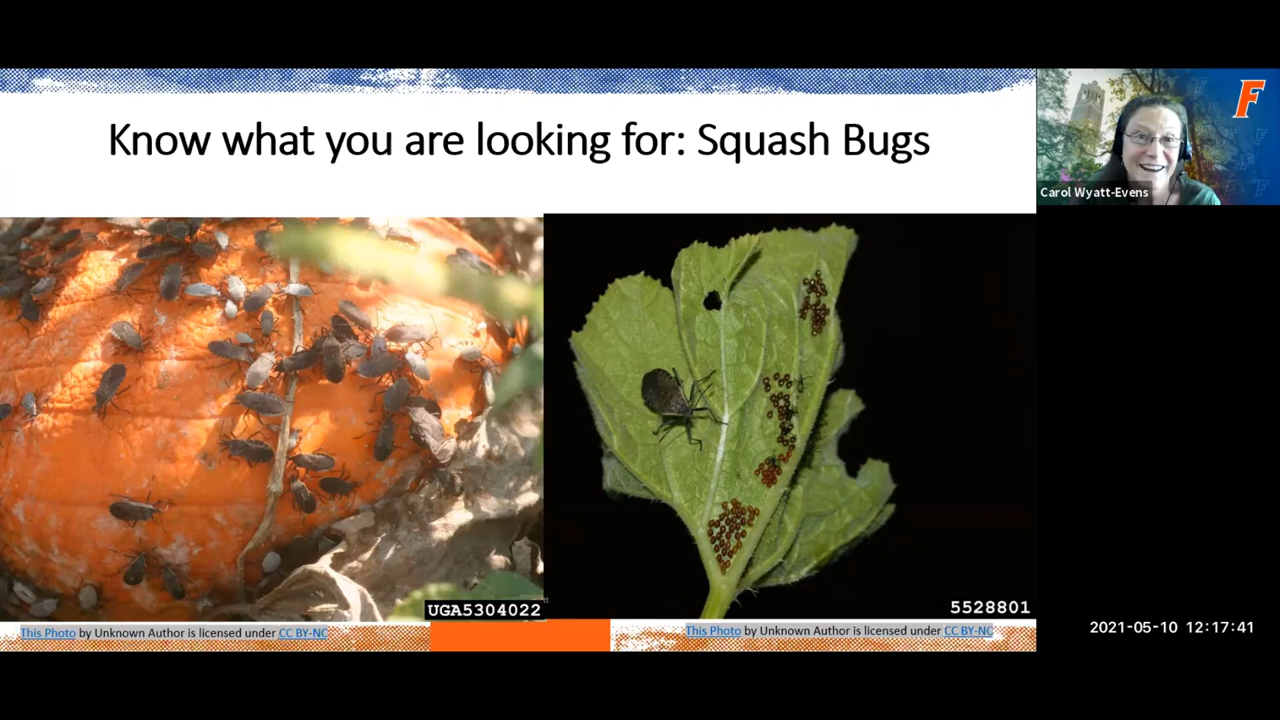 Know what you are looking for: Squash Bugs
F
Carol Wyatt-Evens
UGA5304022
5528801
This Photo by Unknown Author is licensed under CC BY-NC
This Photo by Unknown Author is licensed under CC BY-NC
2021-05-10 12:17:41